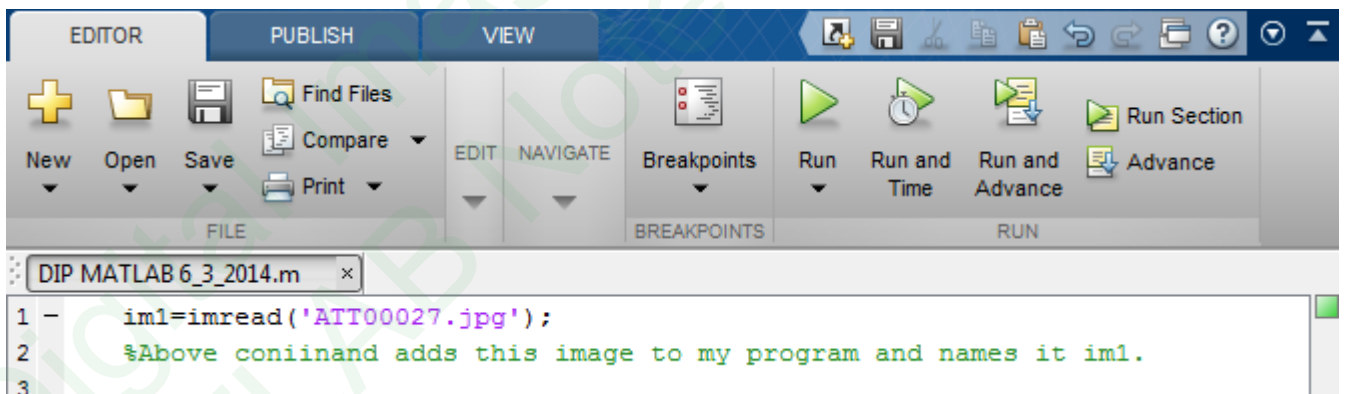 EDITOR PUBLISH VIEW
Find Files
Compare
Print
New Open Save
EDIT NAVIGATE
Breakpoints
Run Run and Time Run and Advance
Run Section
Advance
FILE BREAKPOINTS RUN
DIP MATLAB 6_3_2014.m ×
1 – im1=imread('ATT00027.jpg');
2 %Above coniinand adds this image to my program and names it im1.
3